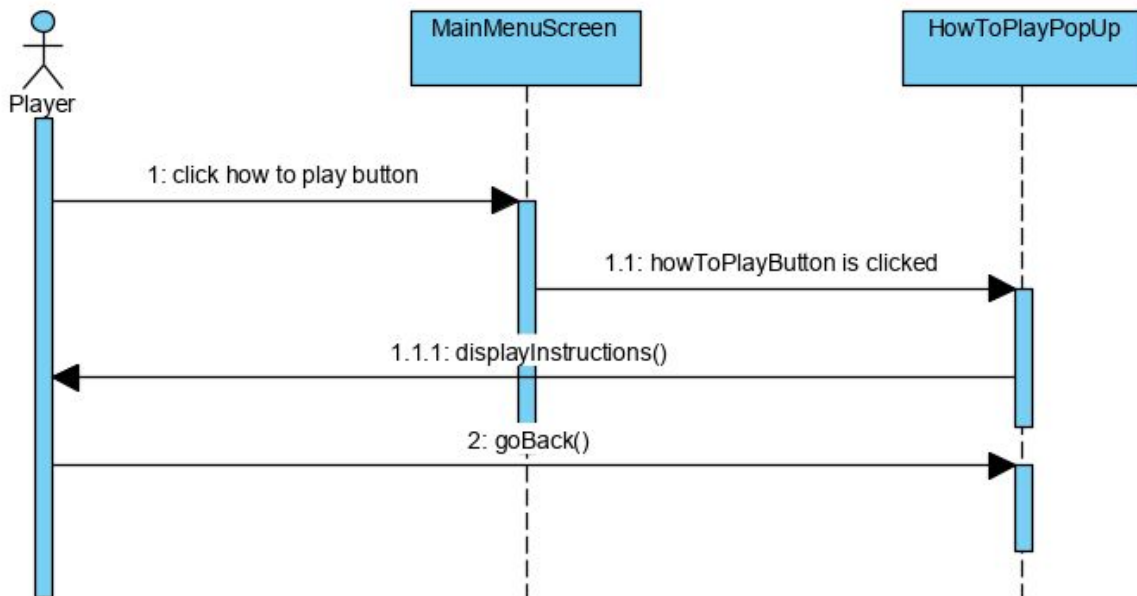 MainMenuScreen
HowToPlayPopUp
Player
1: click how to play button
1.1: howToPlayButton is clicked
1.1.1: displayInstructions()
2: goBack()